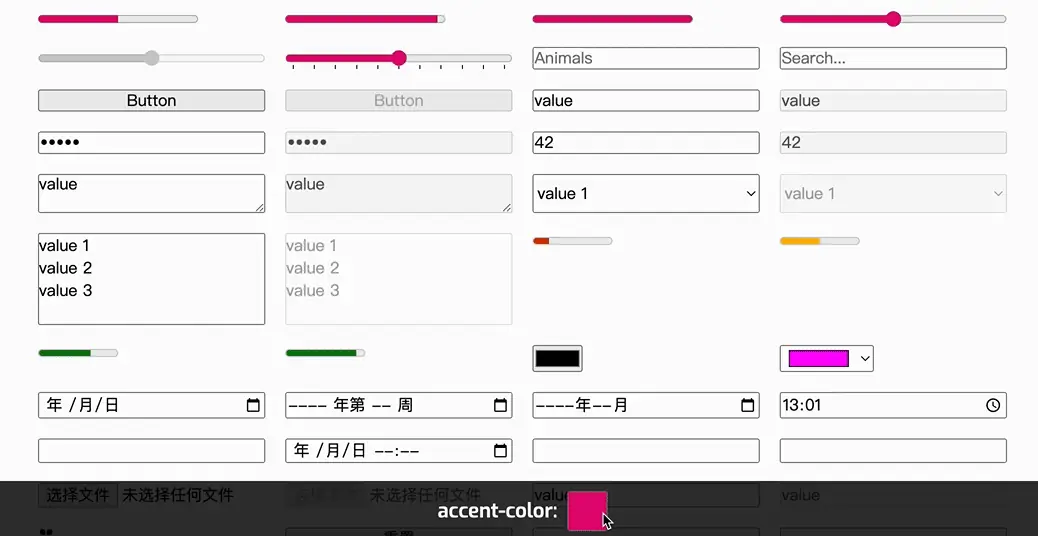 Animals
Search...
Button
Button
value
value
•••••
•••••
42
42
value
value
value 1
value 1
value 1
value 2
value 3
value 1
value 2
value 3
年 /月/日
---- 年第 -- 周
----年--月
13:01
年 /月/日 --:--
选择文件 未选择任何文件
未选择任何文件
value
value
accent-color: